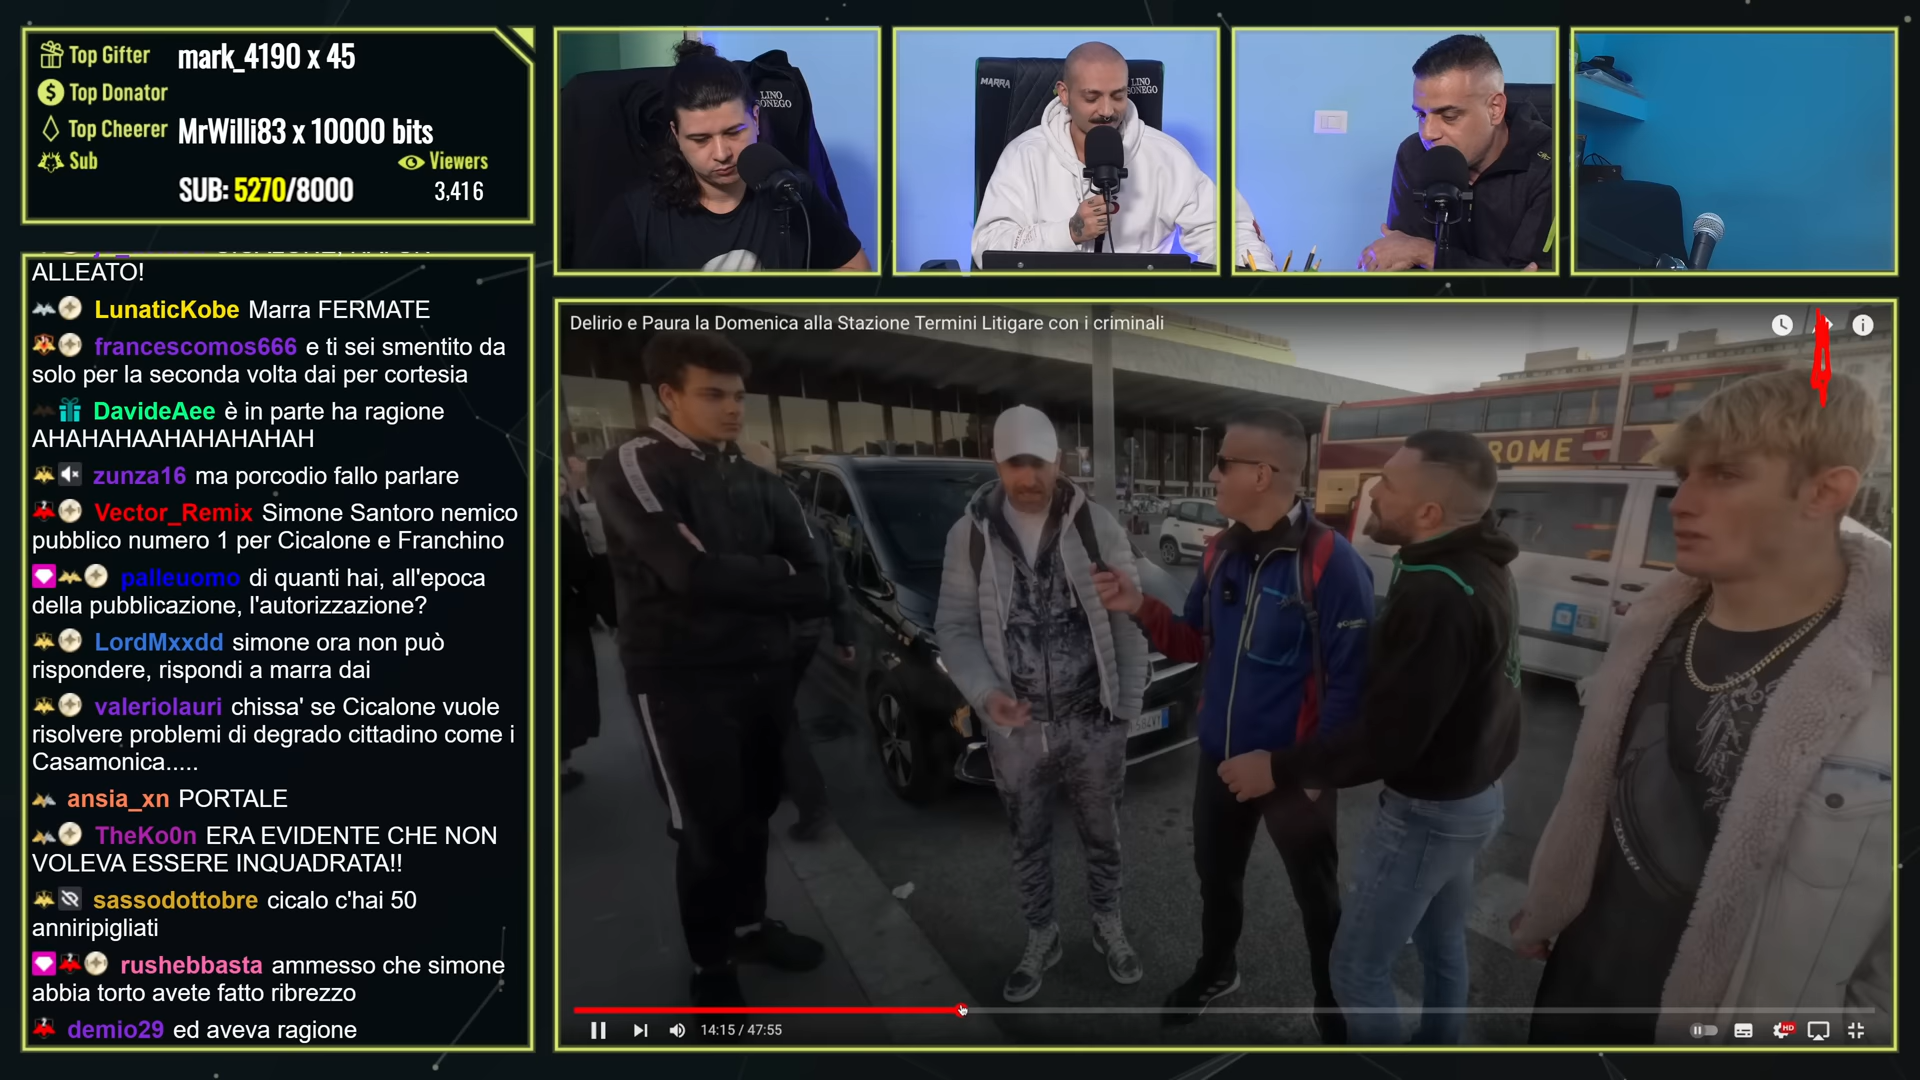 Top Gifter mark_4190 x 45
Top Donator
Top Cheerer MrWilli83 x 10000 bits
Sub Viewers
SUB: 5270/8000 3,416
ALLEATO!
LunaticKobe Marra FERMATE
francescomos666 e ti sei smentito da
solo per la seconda volta dai per cortesia
DavideAee è in parte ha ragione
AHAHAHAAHAHAHAHAH
zunza16 ma porcodio fallo parlare
Vector_Remix Simone Santoro nemico
pubblico numero 1 per Cicalone e Franchino
palleuomo di quanti hai, all'epoca
della pubblicazione, l'autorizzazione?
LordMxxdd simone ora non può
rispondere, rispondi a marra dai
valeriolauri chissa' se Cicalone vuole
risolvere problemi di degrado cittadino come i
Casamonica.....
ansia_xn PORTALE
TheKo0n ERA EVIDENTE CHE NON
VOLEVA ESSERE INQUADRATA!!
sassodottobre cicalo c'hai 50
anniripigliati
rushebbasta ammesso che simone
abbia torto avete fatto ribrezzo
demio29 ed aveva ragione
LINO
SONEGO
MARRA
LINO
SONEGO
Delirio e Paura la Domenica alla Stazione Termini Litigare con i criminali
ROME
Columbia
14:15 / 47:55
HD